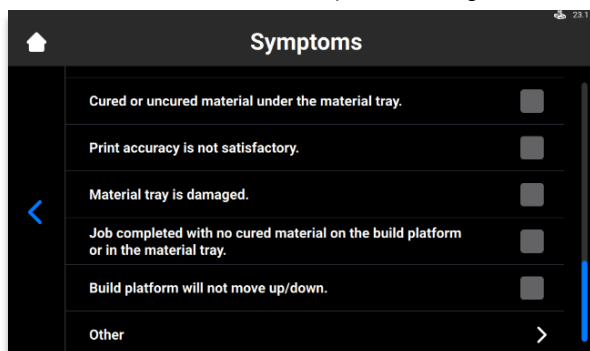 23.1
Symptoms
Cured or uncured material under the material tray.
Print accuracy is not satisfactory.
Material tray is damaged.
Job completed with no cured material on the build platform
or in the material tray.
Build platform will not move up/down.
Other